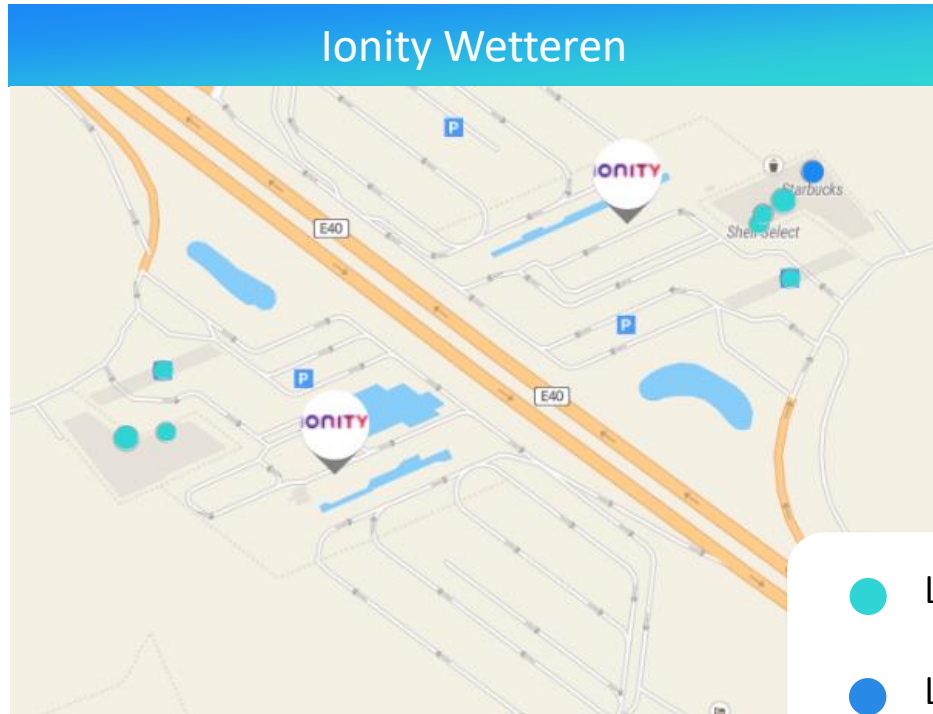 Ionity Wetteren
P
IONITY
Starbucks
Shell Select
E40
P
P
E40
IONITY
L
L